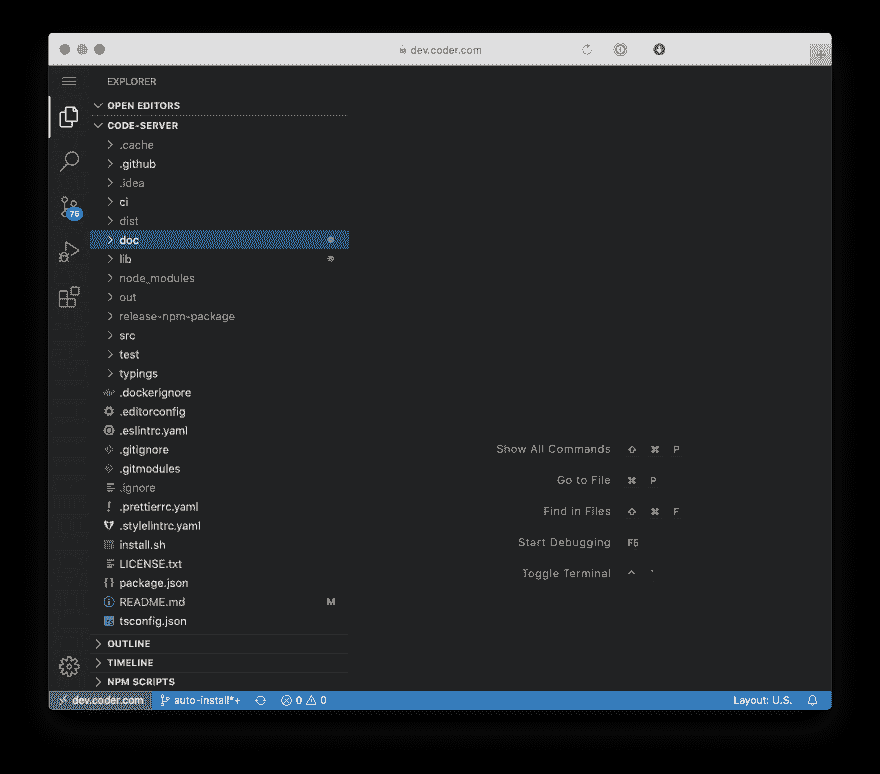 dev.coder.com
EXPLORER
OPEN EDITORS
CODE-SERVER
.cache
.github
.idea
ci
dist
doc
lib
node_modules
out
release-npm-package
src
test
typings
.dockerignore
.editorconfig
.eslintrc.yaml
.gitignore
.gitmodules
.ignore
.prettierrc.yaml
.stylelintrc.yaml
install.sh
LICENSE.txt
package.json
README.md M
tsconfig.json
OUTLINE
TIMELINE
NPM SCRIPTS
75
Show All Commands ⇧ ⌘ P
Go to File ⌘ P
Find in Files ⇧ ⌘ F
Start Debugging F5
Toggle Terminal ^ `
dev.coder.com auto-install*+ 0 0 Layout: U.S.